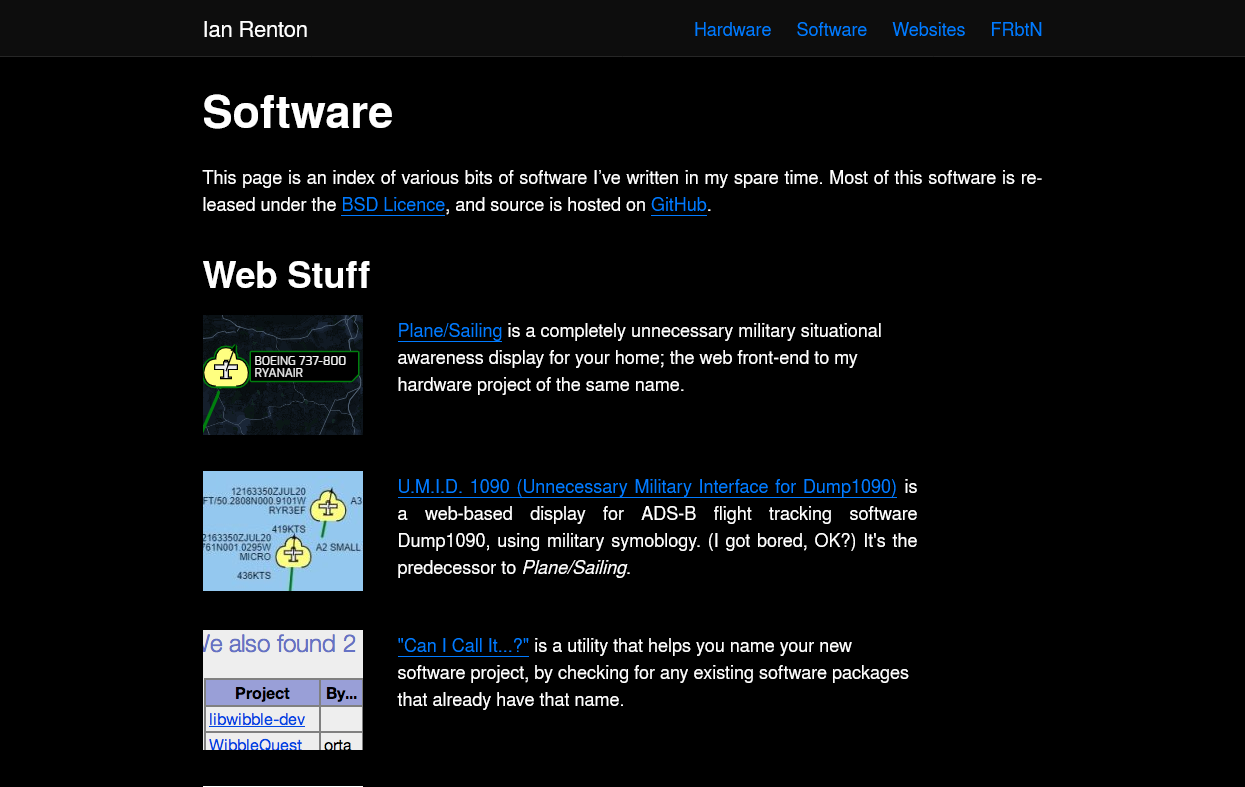 Ian Renton
Hardware Software Websites FRbtN
Software
This page is an index of various bits of software I’ve written in my spare time. Most of this software is re-
leased under the BSD Licence, and source is hosted on GitHub.
Web Stuff
BOEING 737-800
RYANAIR
Plane/Sailing is a completely unnecessary military situational
awareness display for your home; the web front-end to my
hardware project of the same name.
12163350ZJUL20
FT/50.2808N000.9101W
RYR3EF
A3
419KTS
2163350ZJUL20
761N001.0295W
MICRO
A2 SMALL
436KTS
U.M.I.D. 1090 (Unnecessary Military Interface for Dump1090) is
a web-based display for ADS-B flight tracking software
Dump1090, using military symoblogy. (I got bored, OK?) It's the
predecessor to Plane/Sailing.
We also found 2
Project By...
libwibble-dev
WibbleQuest orta
"Can I Call It...?" is a utility that helps you name your new
software project, by checking for any existing software packages
that already have that name.